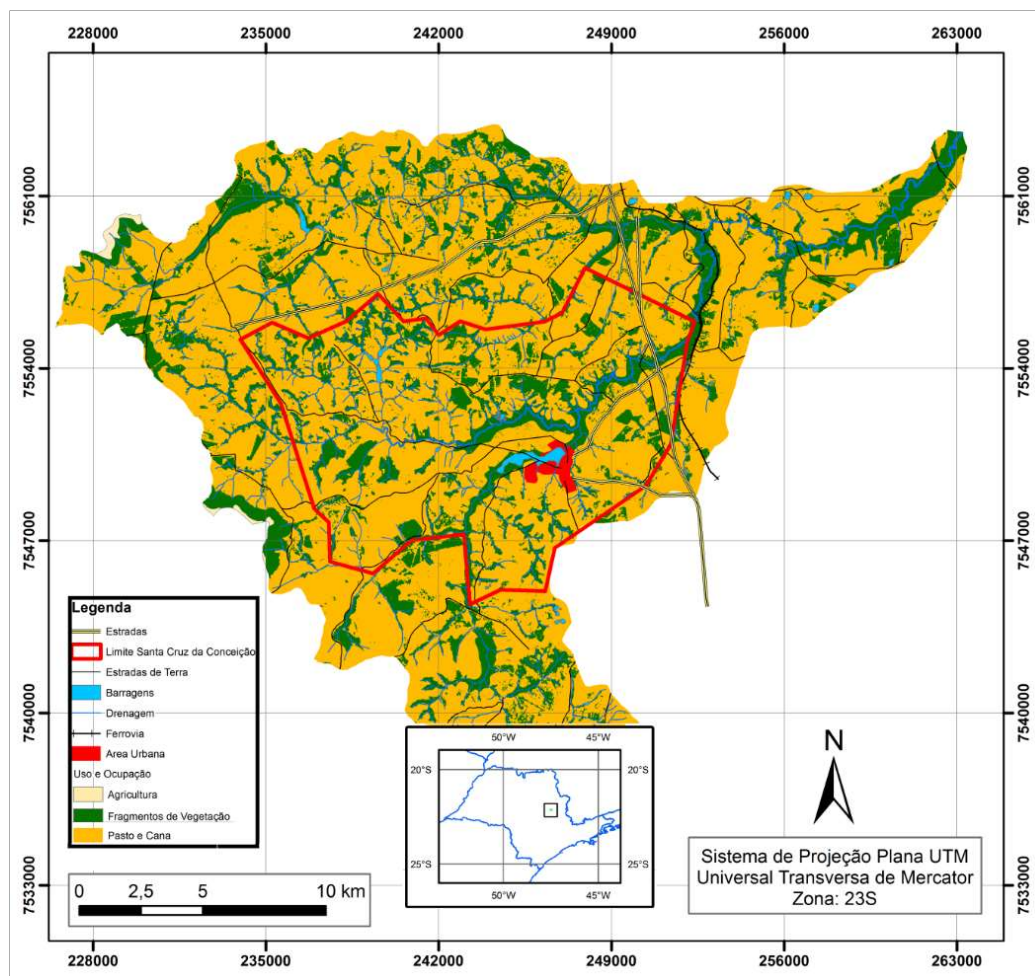 228000 235000 242000 249000 256000 263000
7561000 7561000
7554000 7554000
7547000 7547000
7540000 7540000
7533000 7533000
Legenda
Estradas
Limite Santa Cruz da Conceição
Estradas de Terra
Barragens
Drenagem
Ferrovia
Area Urbana
Uso e Ocupação
Agricultura
Fragmentos de Vegetação
Pasto e Cana
0 2,5 5 10 km
50°W 45°W
20°S 20°S
25°S 25°S
50°W 45°W
N
Sistema de Projeção Plana UTM
Universal Transversa de Mercator
Zona: 23S
228000 235000 242000 249000 256000 263000